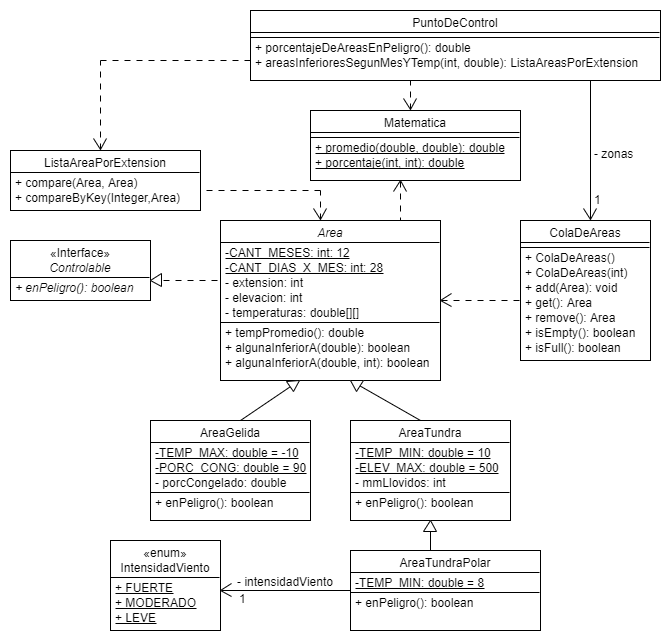 PuntoDeControl
+ porcentajeDeAreasEnPeligro(): double
+ areasInferioresSegunMesYTemp(int, double): ListaAreasPorExtension
Matematica
+ promedio(double, double): double
+ porcentaje(int, int): double
- zonas
1
ListaAreaPorExtension
+ compare(Area, Area)
+ compareByKey(Integer,Area)
«Interface»
Controlable
+ enPeligro(): boolean
Area
-CANT_MESES: int: 12
-CANT_DIAS_X_MES: int: 28
- extension: int
- elevacion: int
- temperaturas: double[][]
+ tempPromedio(): double
+ algunaInferiorA(double): boolean
+ algunaInferiorA(double, int): boolean
ColaDeAreas
+ ColaDeAreas()
+ ColaDeAreas(int)
+ add(Area): void
+ get(): Area
+ remove(): Area
+ isEmpty(): boolean
+ isFull(): boolean
AreaGelida
-TEMP_MAX: double = -10
-PORC_CONG: double = 90
- porcCongelado: double
+ enPeligro(): boolean
AreaTundra
-TEMP_MIN: double = 10
-ELEV_MAX: double = 500
- mmLlovidos: int
+ enPeligro(): boolean
«enum»
IntensidadViento
+ FUERTE
+ MODERADO
+ LEVE
- intensidadViento
1
AreaTundraPolar
-TEMP_MIN: double = 8
+ enPeligro(): boolean